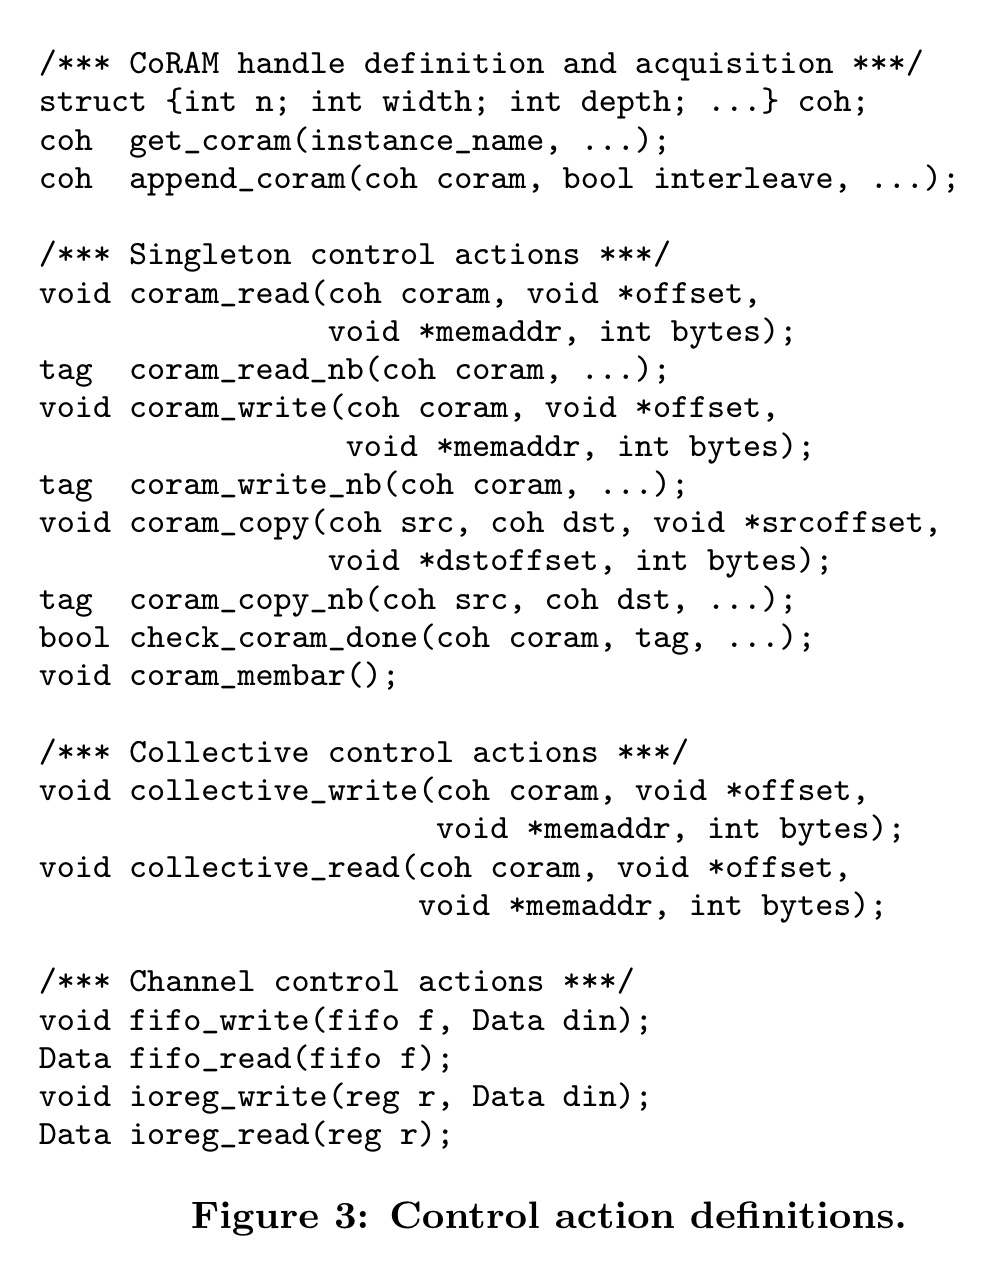 /*** CoRAM handle definition and acquisition ***/
struct {int n; int width; int depth; ...} coh;
coh  get_coram(instance_name, ...);
coh  append_coram(coh coram, bool interleave, ...);

/*** Singleton control actions ***/
void coram_read(coh coram, void *offset,
                void *memaddr, int bytes);
tag  coram_read_nb(coh coram, ...);
void coram_write(coh coram, void *offset,
                 void *memaddr, int bytes);
tag  coram_write_nb(coh coram, ...);
void coram_copy(coh src, coh dst, void *srcoffset,
                void *dstoffset, int bytes);
tag  coram_copy_nb(coh src, coh dst, ...);
bool check_coram_done(coh coram, tag, ...);
void coram_membar();

/*** Collective control actions ***/
void collective_write(coh coram, void *offset,
                      void *memaddr, int bytes);
void collective_read(coh coram, void *offset,
                     void *memaddr, int bytes);

/*** Channel control actions ***/
void fifo_write(fifo f, Data din);
Data fifo_read(fifo f);
void ioreg_write(reg r, Data din);
Data ioreg_read(reg r);

Figure 3: Control action definitions.